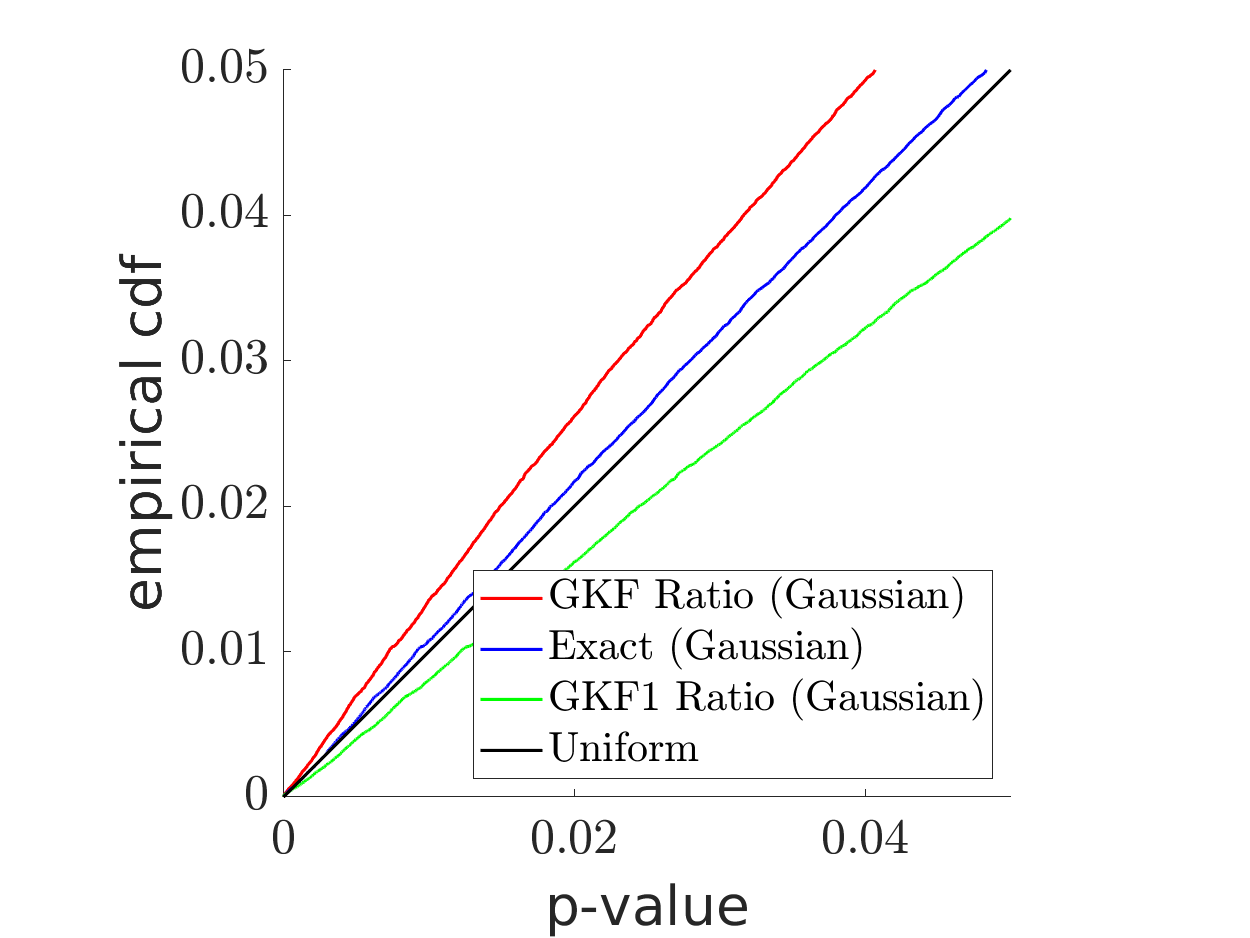 0.05
0.04
0.03
0.02
0.01
0
empirical cdf
GKF Ratio (Gaussian)
Exact (Gaussian)
GKF1 Ratio (Gaussian)
Uniform
0
0.02
0.04
p-value